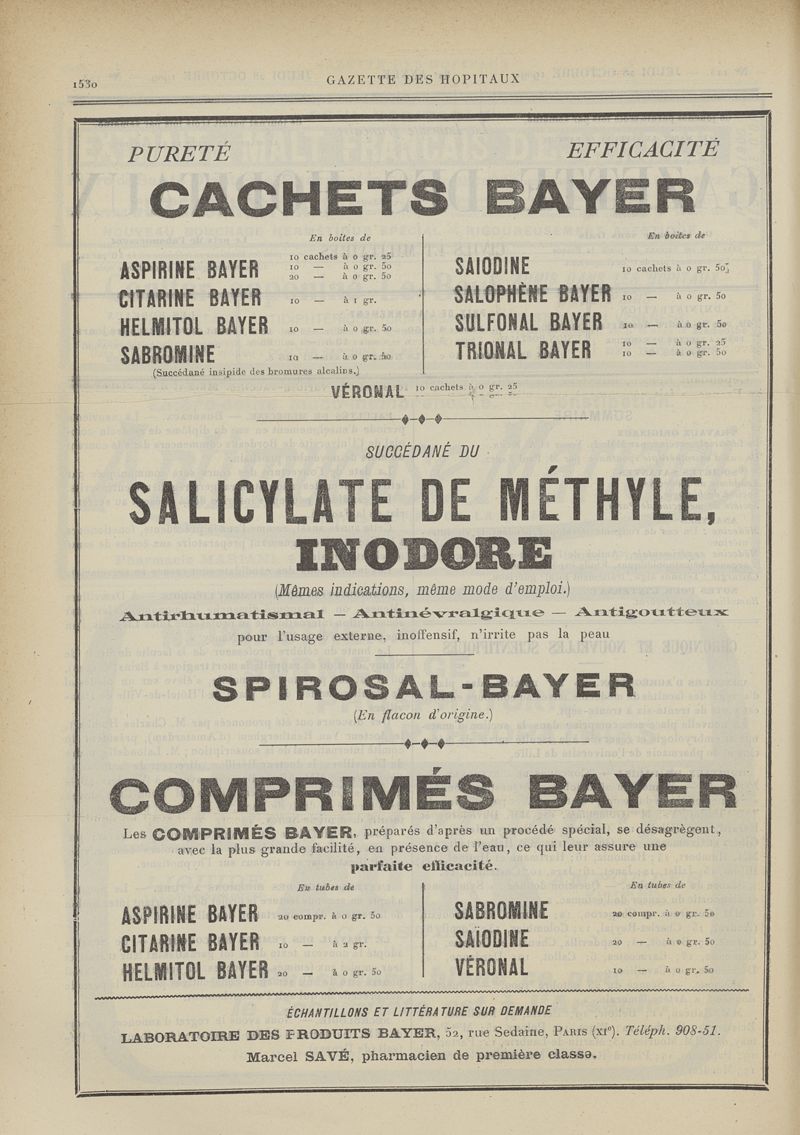 1530
GAZETTE DES HOPITAUX
PURETÉ
EFFICACITÉ
CACHETS BAYER
En boîtes de
ASPIRINE BAYER
10 cachets à 0 gr. 25
10 — à 0 gr. 50
20 — à 0 gr. 50
CITARINE BAYER 10 — à 1 gr.
HELMITOL BAYER 10 — à 0 gr. 50
SABROMINE 10 — à 0 gr. 50
(Succédané insipide des bromures alcalins.)
En boîtes de
SAIODINE 10 cachets à 0 gr. 50
SALOPHÈNE BAYER 10 — à 0 gr. 50
SULFONAL BAYER 10 — à 0 gr. 50
TRIONAL BAYER
10 — à 0 gr. 25
10 — à 0 gr. 50
VÉRONAL 10 cachets à 0 gr. 25
SUCCÉDANÉ DU
SALICYLATE DE MÉTHYLE,
INODORE
(Mêmes indications, même mode d'emploi.)
Antirhumatismal — Antinévralgique — Antigoutteux
pour l'usage externe, inoffensif, n'irrite pas la peau
SPIROSAL-BAYER
(En flacon d'origine.)
COMPRIMÉS BAYER
Les COMPRIMÉS BAYER, préparés d'après un procédé spécial, se désagrègent,
avec la plus grande facilité, en présence de l'eau, ce qui leur assure une
parfaite efficacité.
En tubes de
ASPIRINE BAYER 20 compr. à 0 gr. 50
CITARINE BAYER 10 — à 2 gr.
HELMITOL BAYER 20 — à 0 gr. 50
En tubes de
SABROMINE 20 compr. à 0 gr. 50
SAÏODINE 20 — à 0 gr. 50
VÉRONAL 10 — à 0 gr. 50
ÉCHANTILLONS ET LITTÉRATURE SUR DEMANDE
LABORATOIRE DES PRODUITS BAYER, 52, rue Sedaine, PARIS (XIe). Téléph. 908-51.
Marcel SAVÉ, pharmacien de première classe.